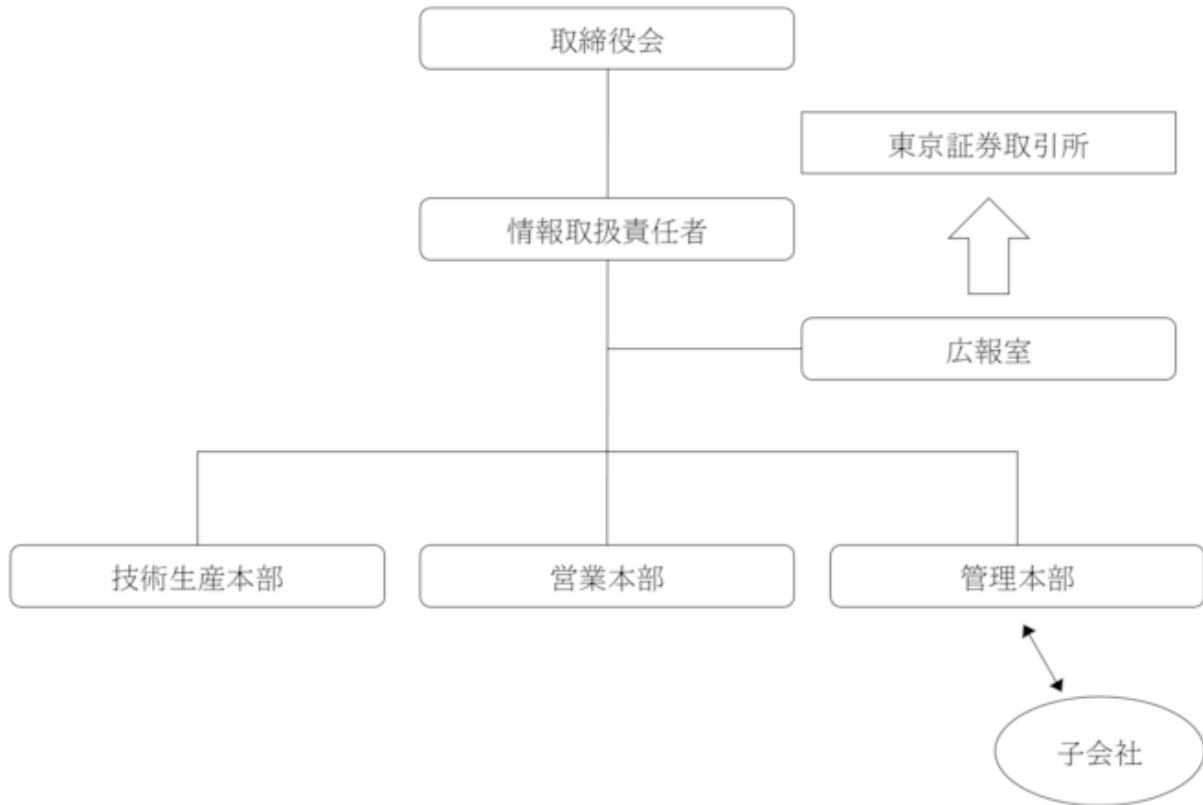 取締役会
東京証券取引所
情報取扱責任者
広報室
技術生産本部
営業本部
管理本部
子会社